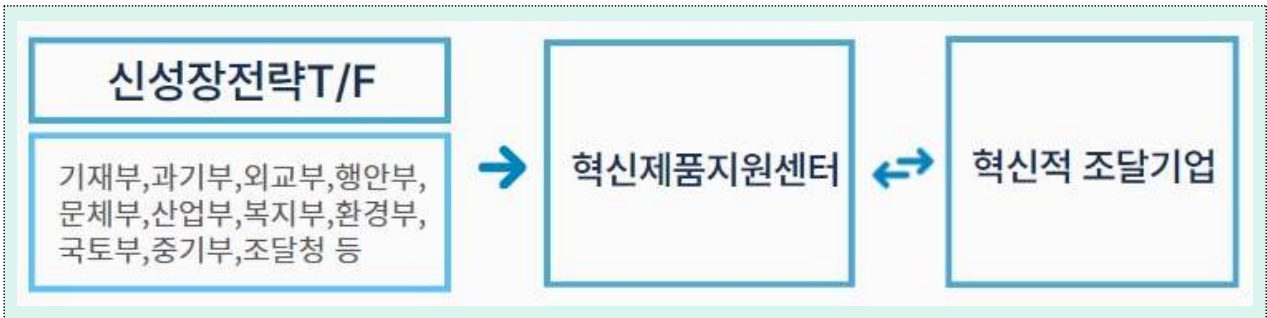 신성장전략T/F
기재부,과기부,외교부,행안부,
문체부,산업부,복지부,환경부,
국토부,중기부,조달청 등
혁신제품지원센터
혁신적 조달기업